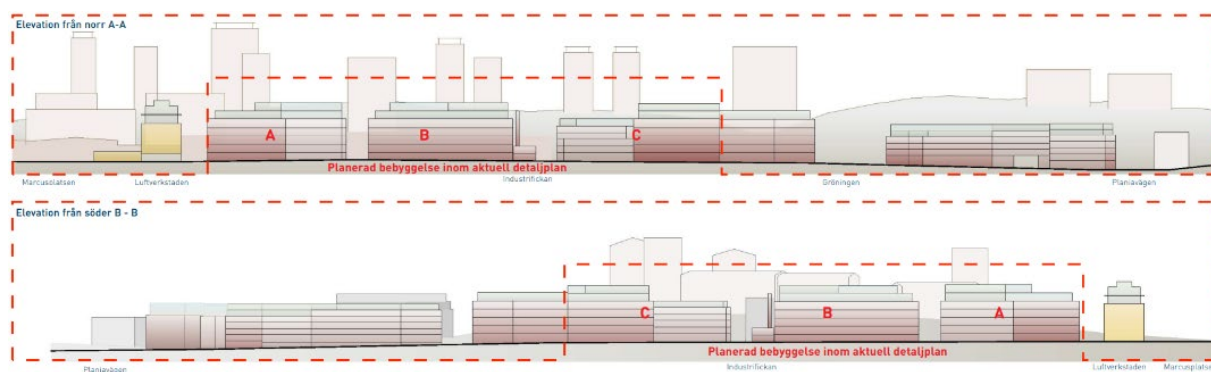 Elevation från norr A-A
A
B
C
Planerad bebyggelse inom aktuell detaljplan
Marcusplatsen
Luftverkstaden
Industrifickan
Gröningen
Planiavägen
Elevation från söder B - B
C
B
A
Planerad bebyggelse inom aktuell detaljplan
Planiavägen
Industrifickan
Luftverkstaden
Marcusplatse